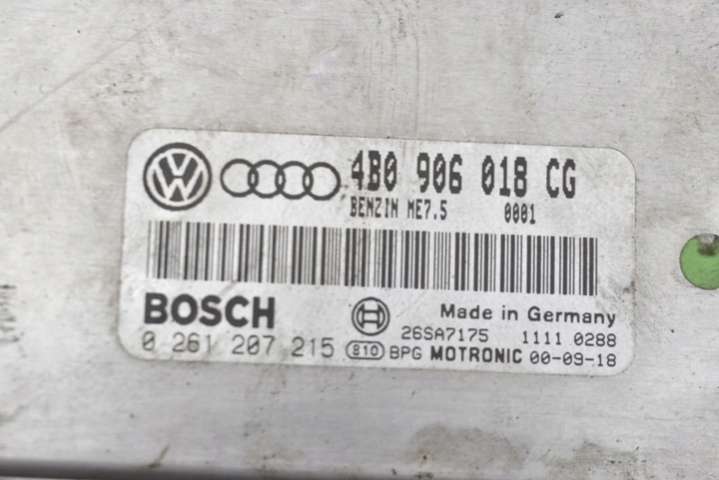 4B0 906 018 CG
BENZIN ME7.5 0001
BOSCH
Made in Germany
26SA7175 1111 0288
0 261 207 215 810 BPG MOTRONIC 00-09-18